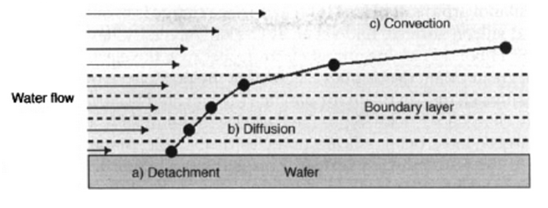 c) Convection
Water flow
Boundary layer
b) Diffusion
a) Detachment
Wafer